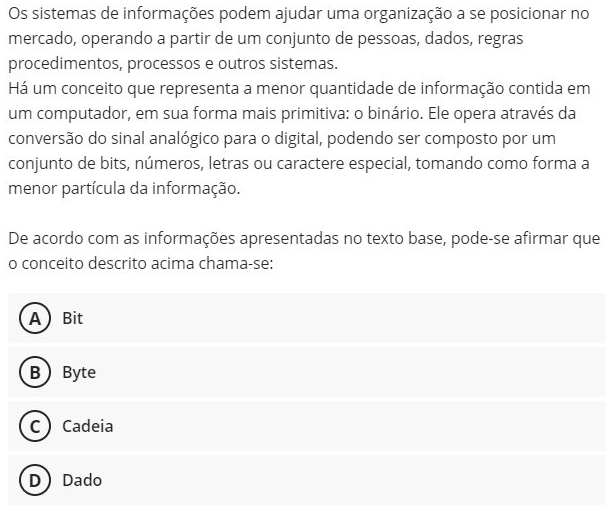 Os sistemas de informações podem ajudar uma organização a se posicionar no
mercado, operando a partir de um conjunto de pessoas, dados, regras
procedimentos, processos e outros sistemas.
Há um conceito que representa a menor quantidade de informação contida em
um computador, em sua forma mais primitiva: o binário. Ele opera através da
conversão do sinal analógico para o digital, podendo ser composto por um
conjunto de bits, números, letras ou caractere especial, tomando como forma a
menor partícula da informação.
De acordo com as informações apresentadas no texto base, pode-se afirmar que
o conceito descrito acima chama-se:
A Bit
B Byte
C Cadeia
D Dado